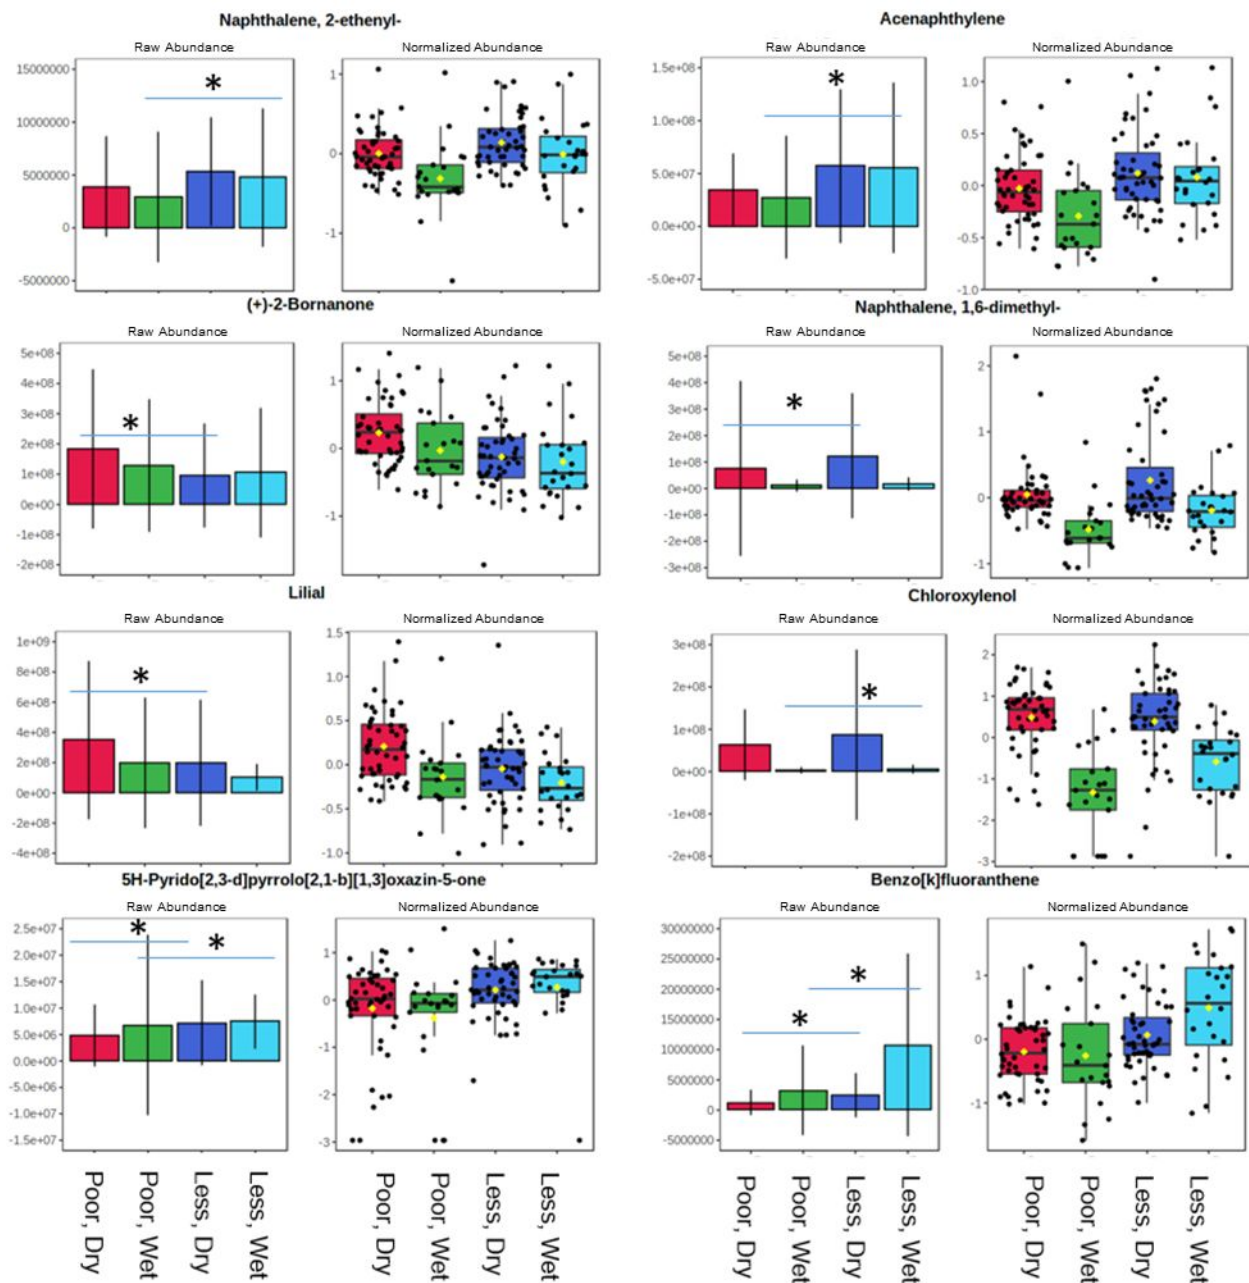 Naphthalene, 2-ethenyl-
Raw Abundance
Normalized Abundance
15000000
10000000
5000000
0
-5000000
*
1
0
-1
Acenaphthylene
Raw Abundance
Normalized Abundance
1.5e+08
1.0e+08
5.0e+07
0.0e+00
-5.0e+07
*
1.0
0.5
0.0
-0.5
-1.0
(+)-2-Bornanone
Raw Abundance
Normalized Abundance
5e+08
4e+08
3e+08
2e+08
1e+08
0e+00
-1e+08
-2e+08
*
1
0
-1
Naphthalene, 1,6-dimethyl-
Raw Abundance
Normalized Abundance
5e+08
4e+08
3e+08
2e+08
1e+08
0e+00
-1e+08
-2e+08
-3e+08
*
2
1
0
-1
Lilial
Raw Abundance
Normalized Abundance
1e+09
8e+08
6e+08
4e+08
2e+08
0e+00
-2e+08
-4e+08
*
1.5
1.0
0.5
0.0
-0.5
-1.0
Chloroxylenol
Raw Abundance
Normalized Abundance
3e+08
2e+08
1e+08
0e+00
-1e+08
-2e+08
*
2
1
0
-1
-2
-3
5H-Pyrido[2,3-d]pyrrolo[2,1-b][1,3]oxazin-5-one
Raw Abundance
Normalized Abundance
2.5e+07
2.0e+07
1.5e+07
1.0e+07
5.0e+06
0.0e+00
-5.0e+06
-1.0e+07
-1.5e+07
*
*
1
0
-1
-2
-3
Benzo[k]fluoranthene
Raw Abundance
Normalized Abundance
30000000
25000000
20000000
15000000
10000000
5000000
0
-5000000
*
*
1
0
-1
Poor, Dry
Poor, Wet
Less, Dry
Less, Wet
Poor, Dry
Poor, Wet
Less, Dry
Less, Wet
Poor, Dry
Poor, Wet
Less, Dry
Less, Wet
Poor, Dry
Poor, Wet
Less, Dry
Less, Wet